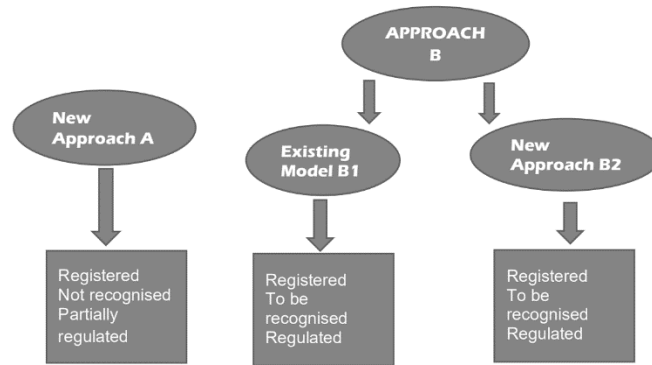 APPROACH
B
New
Approach A
Existing
Model B1
New
Approach B2
Registered
Not recognised
Partially
regulated
Registered
To be
recognised
Regulated
Registered
To be
recognised
Regulated